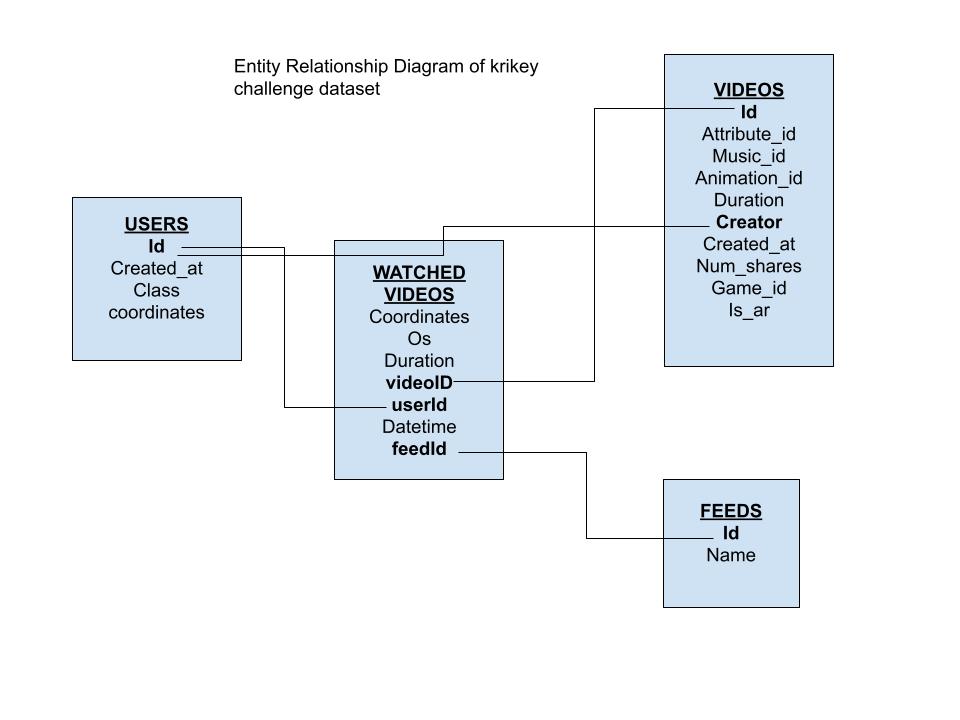 Entity Relationship Diagram of krikey
challenge dataset
USERS
Id
Created_at
Class
coordinates
WATCHED
VIDEOS
Coordinates
Os
Duration
videoID
userId
Datetime
feedId
VIDEOS
Id
Attribute_id
Music_id
Animation_id
Duration
Creator
Created_at
Num_shares
Game_id
Is_ar
FEEDS
Id
Name